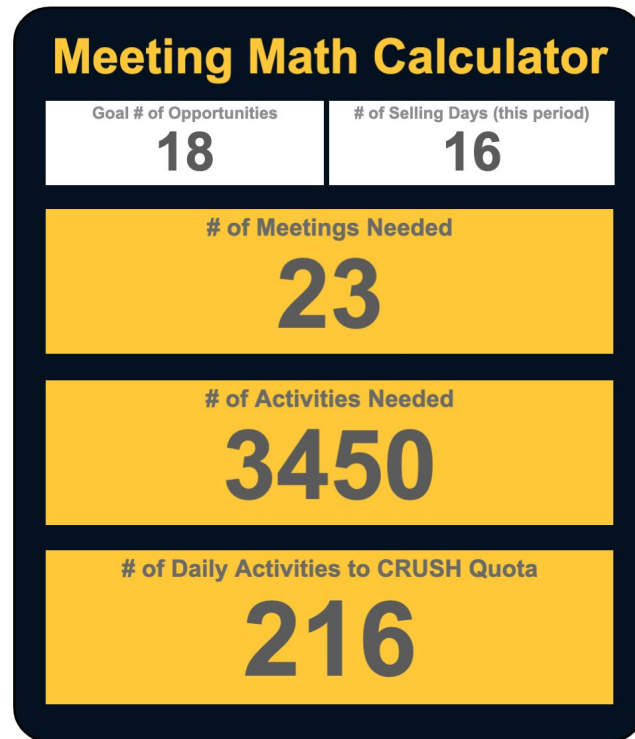 Meeting Math Calculator
Goal # of Opportunities
18
# of Selling Days (this period)
16
# of Meetings Needed
23
# of Activities Needed
3450
# of Daily Activities to CRUSH Quota
216